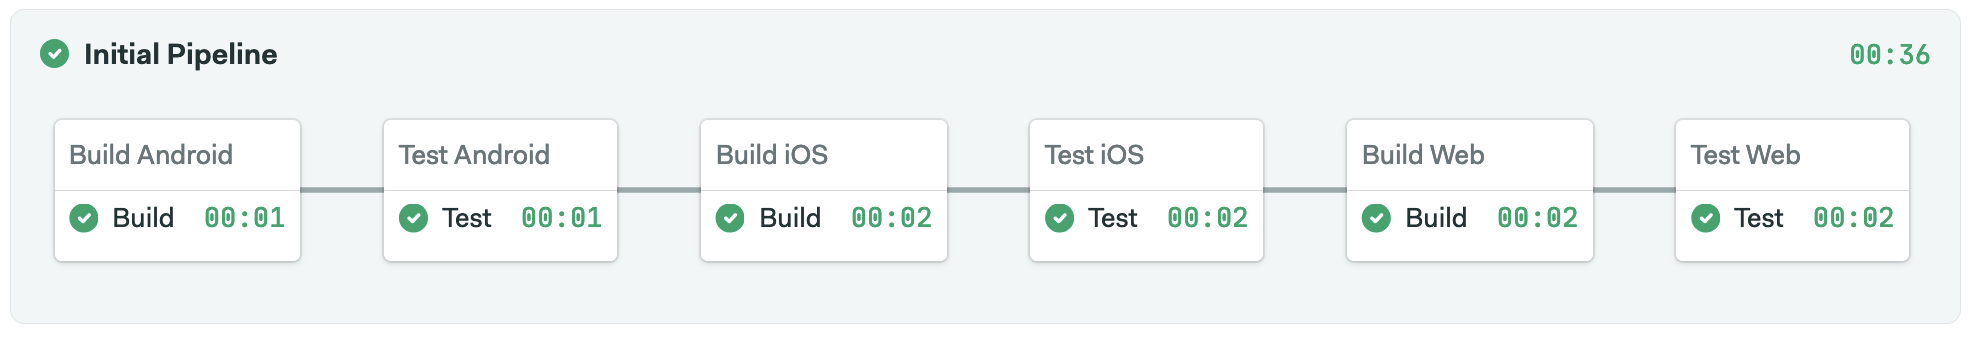 Initial Pipeline 00:36
Build Android
Build 00:01
Test Android
Test 00:01
Build iOS
Build 00:02
Test iOS
Test 00:02
Build Web
Build 00:02
Test Web
Test 00:02